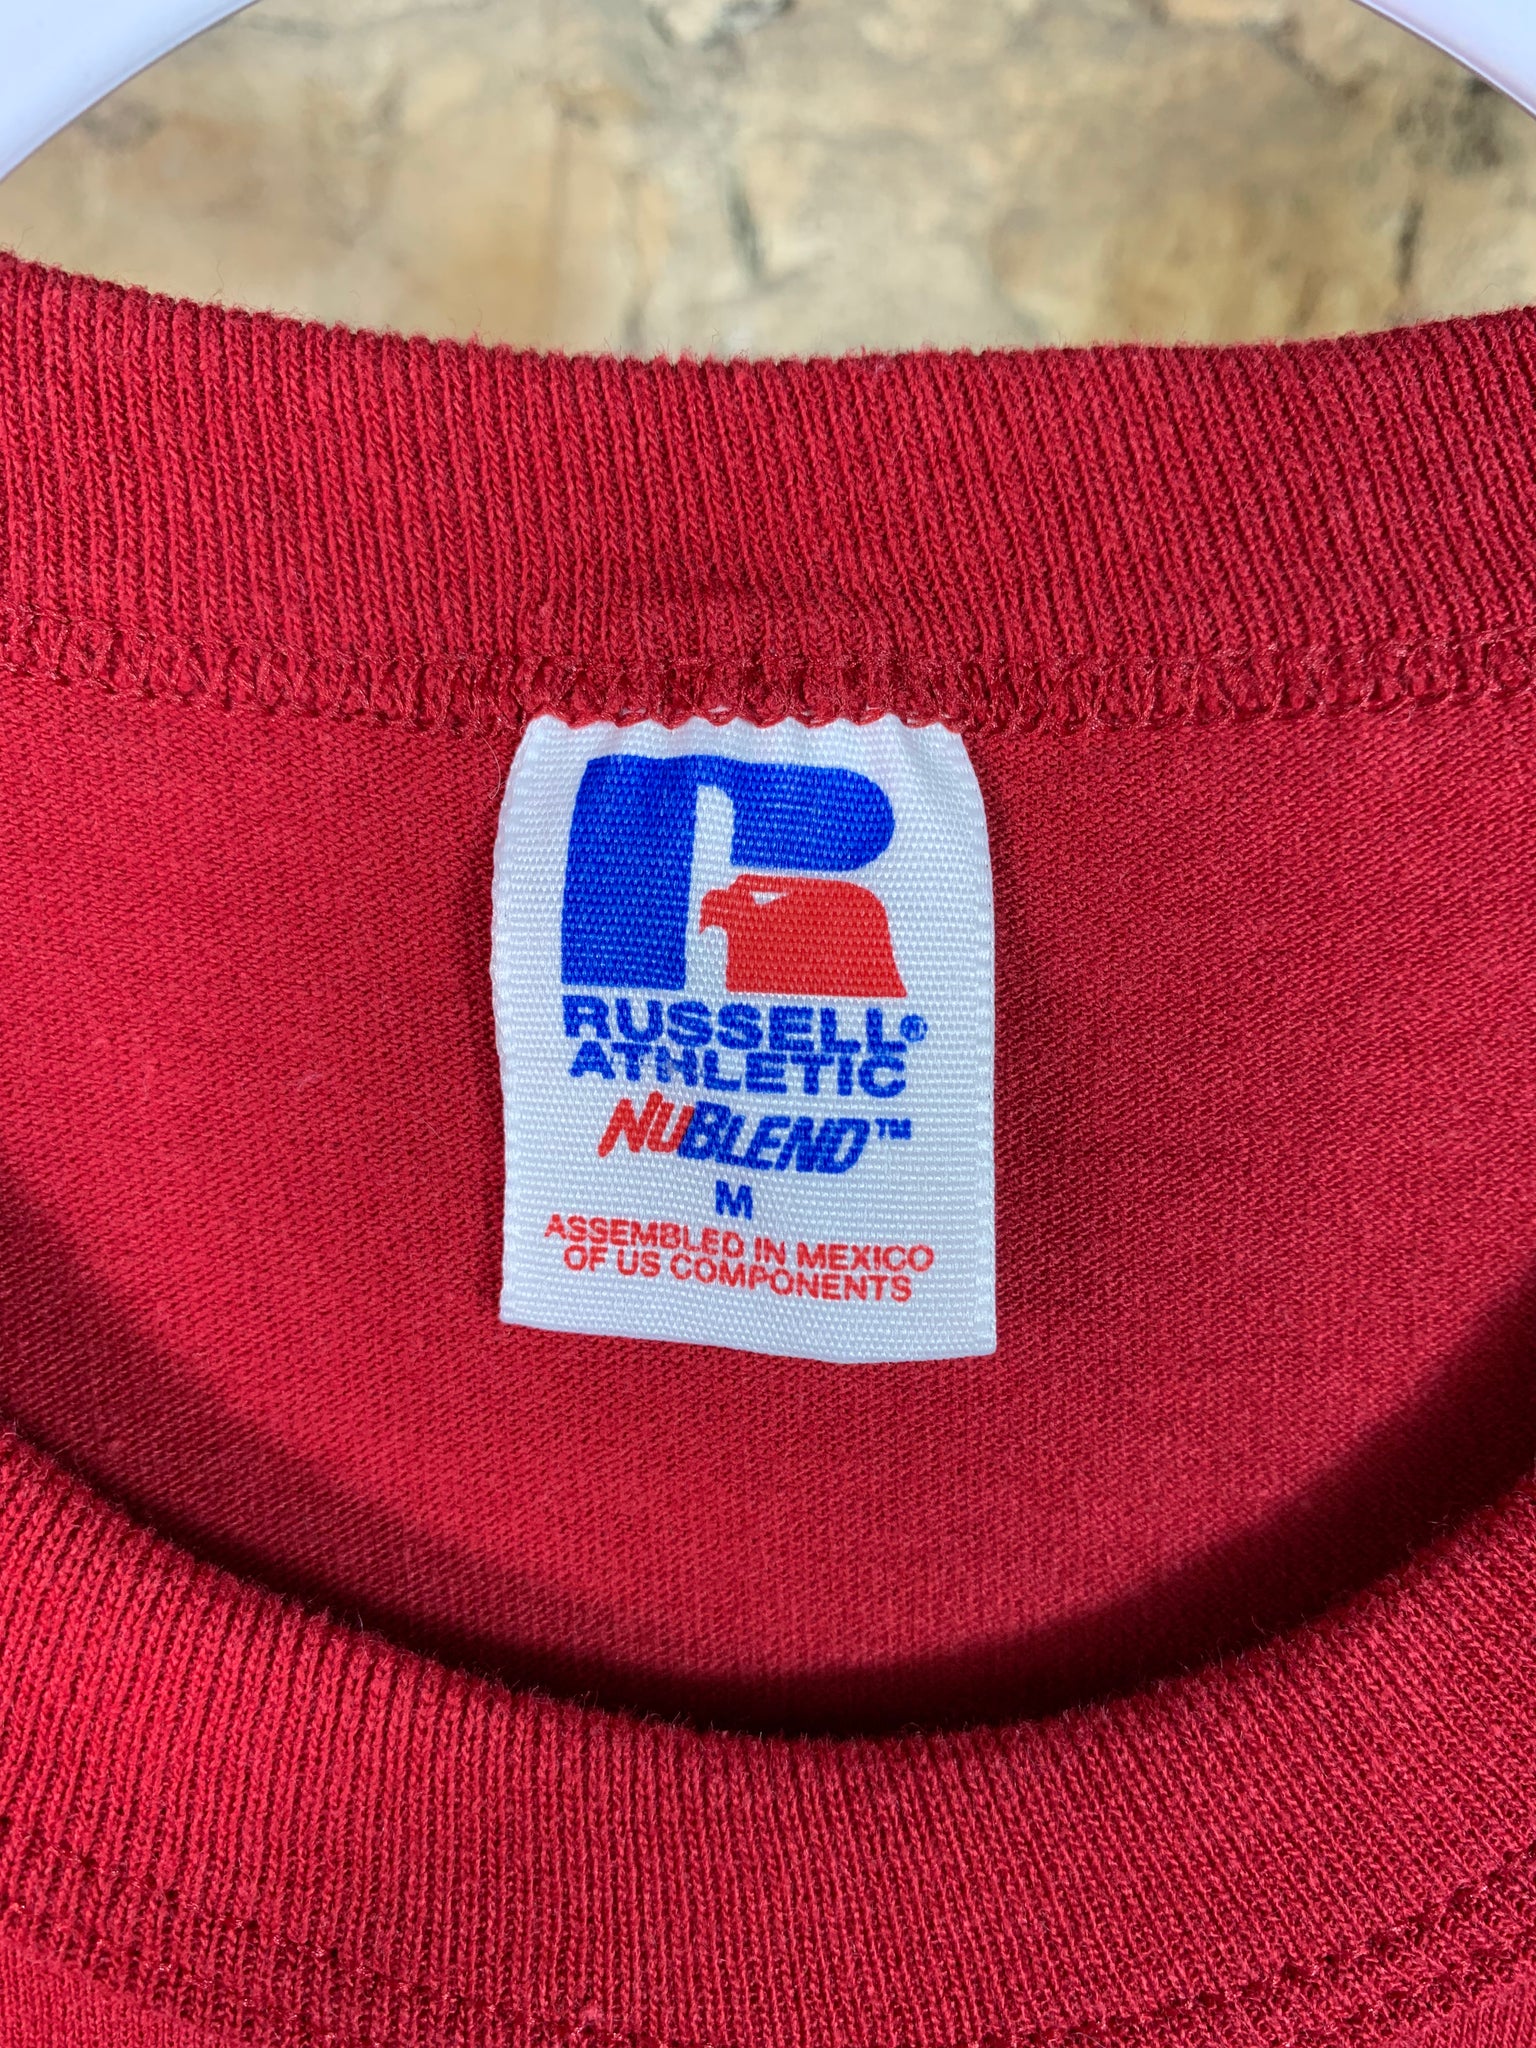 RUSSELL®
ATHLETIC
NUBLEND™
M
ASSEMBLED IN MEXICO
OF US COMPONENTS